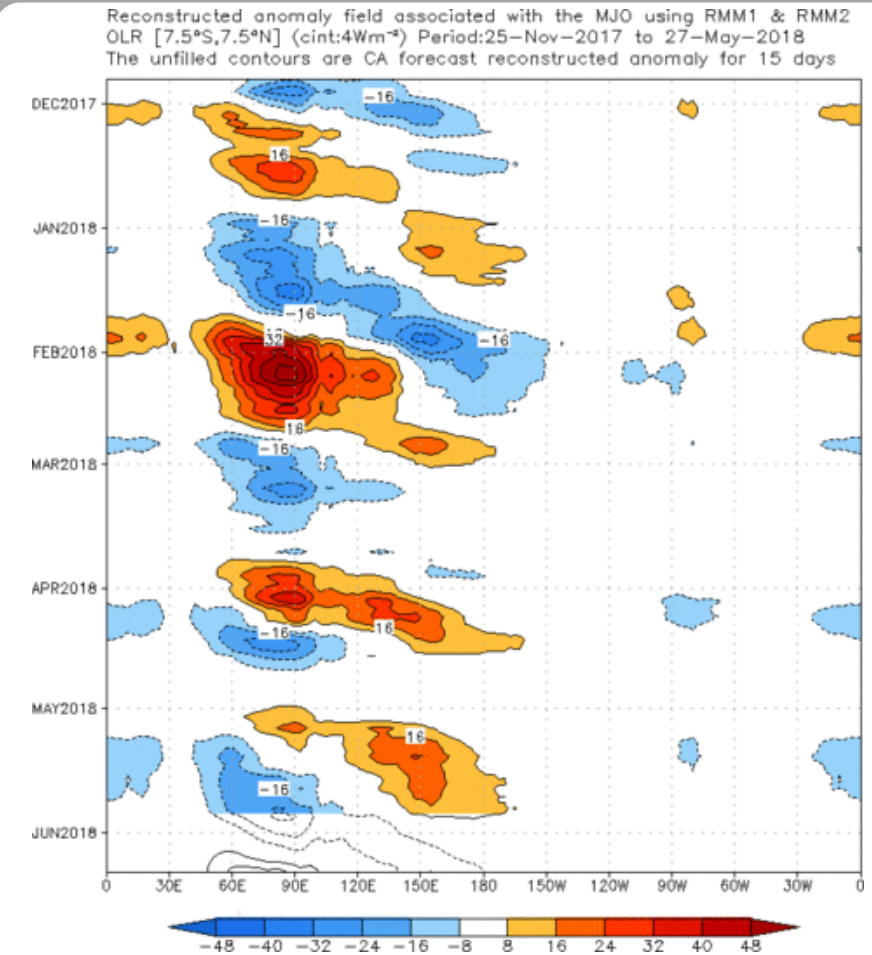 Reconstructed anomaly field associated with the MJO using RMM1 & RMM2
OLR [7.5°S,7.5°N] (cint:4Wm⁻²) Period:25-Nov-2017 to 27-May-2018
The unfilled contours are CA forecast reconstructed anomaly for 15 days
DEC2017
-16
16
JAN2018
-16
-16
-16
FEB2018
32
16
MAR2018
-16
APR2018
16
-16
MAY2018
16
-16
JUN2018
0 30E 60E 90E 120E 150E 180 150W 120W 90W 60W 30W 0
-48 -40 -32 -24 -16 -8 8 16 24 32 40 48